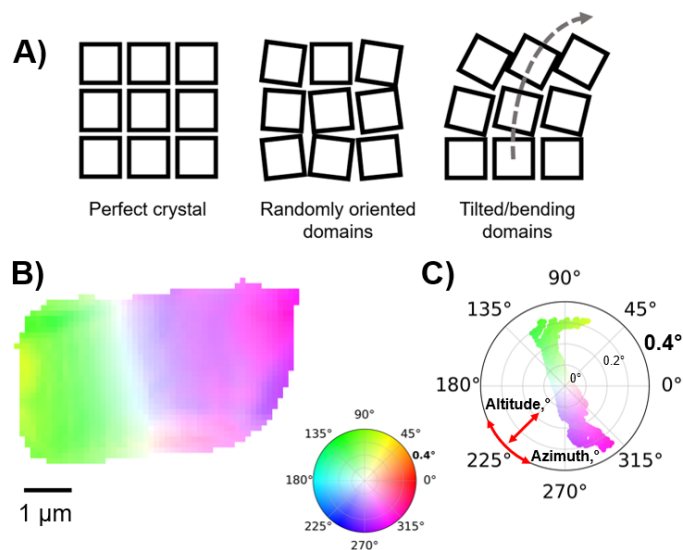 A)
Perfect crystal
Randomly oriented
domains
Tilted/bending
domains
B)
1 μm
90°
135°
45°
0.4°
180°
0°
225°
315°
270°
C)
90°
135°
45°
0.4°
0.2°
0°
180°
0°
Altitude,°
Azimuth,°
225°
315°
270°